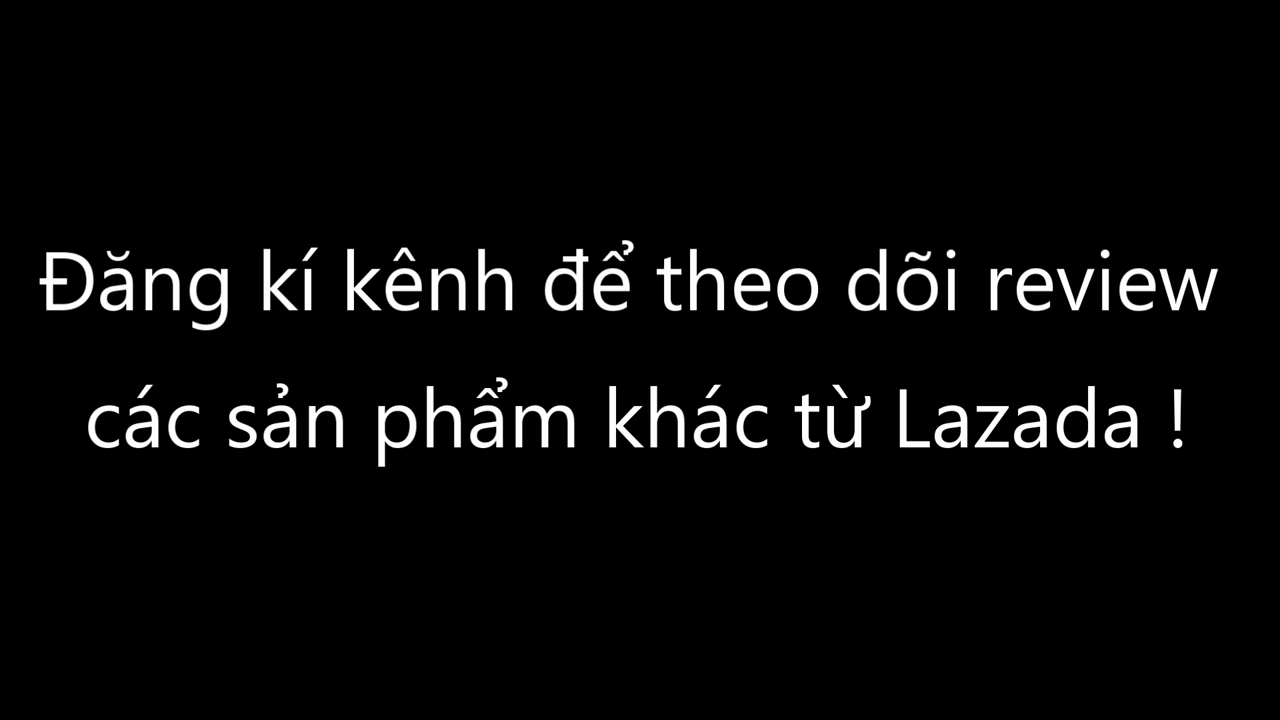 Đăng kí kênh để theo dõi review
các sản phẩm khác từ Lazada !